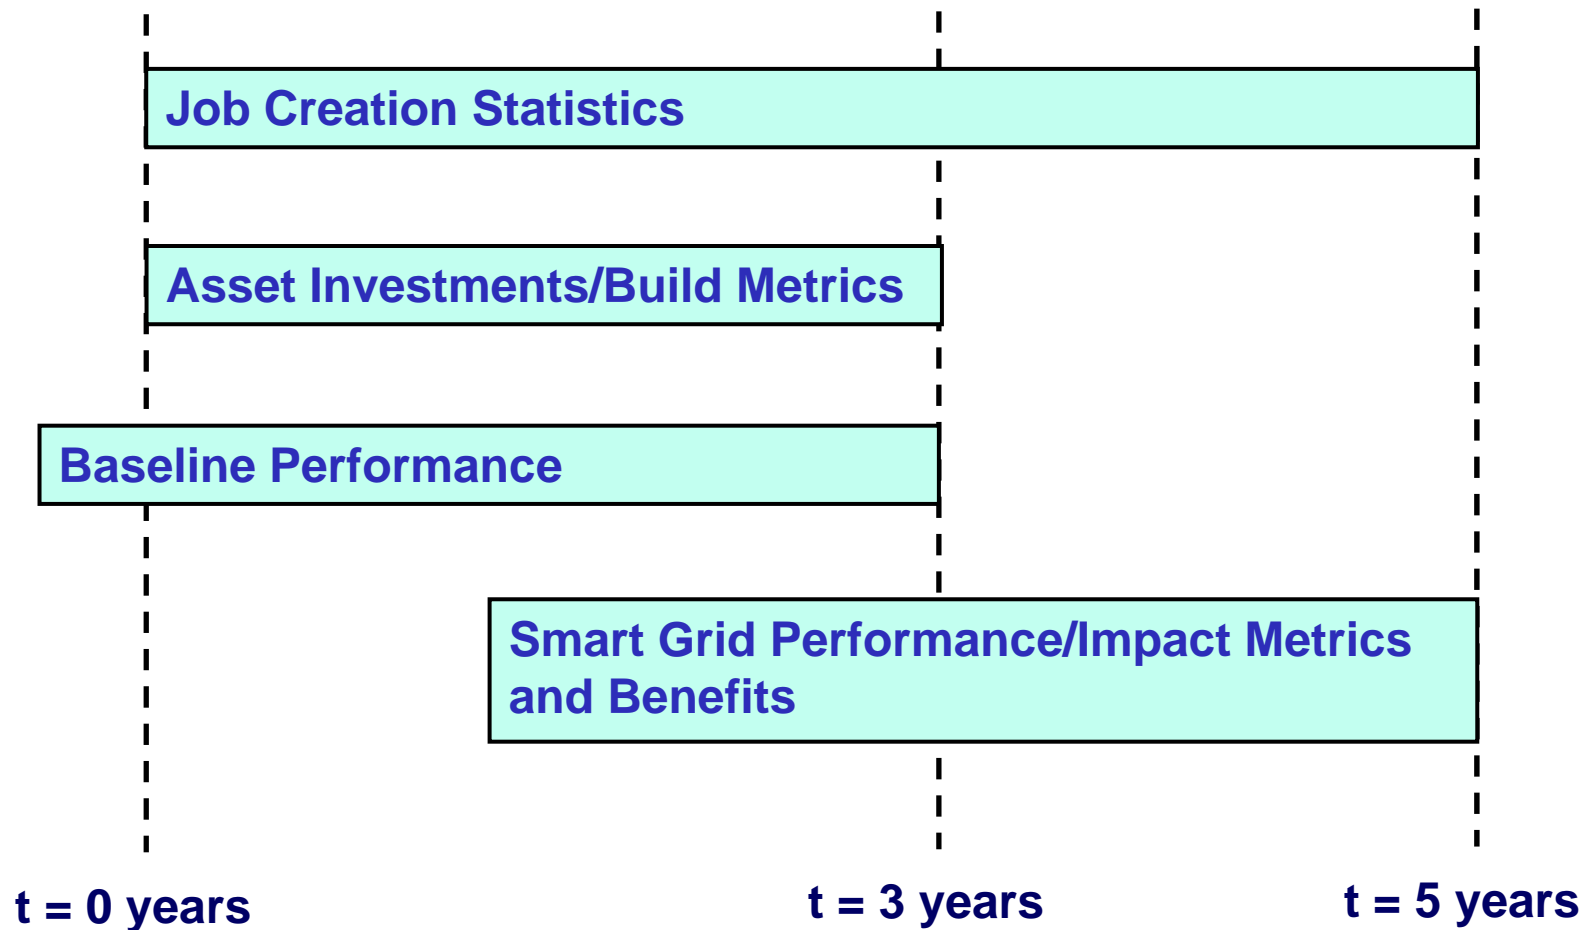 Job Creation Statistics
Asset Investments/Build Metrics
Baseline Performance
Smart Grid Performance/Impact Metrics
and Benefits
t = 0 years
t = 3 years
t = 5 years